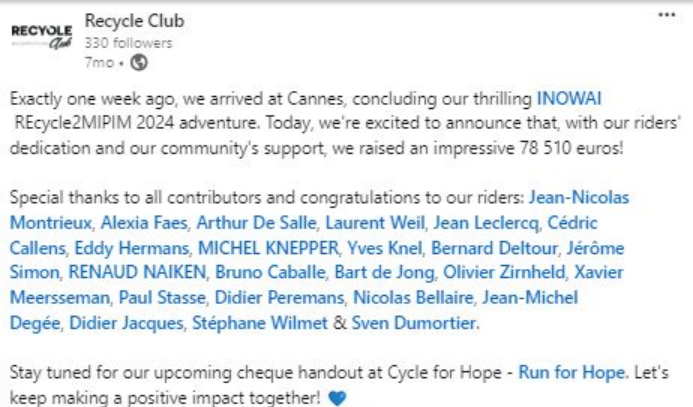 RECYCLE
Club
Recycle Club
330 followers
7mo •
Exactly one week ago, we arrived at Cannes, concluding our thrilling INOWAI
REcycle2MIPIM 2024 adventure. Today, we're excited to announce that, with our riders'
dedication and our community's support, we raised an impressive 78 510 euros!
Special thanks to all contributors and congratulations to our riders: Jean-Nicolas
Montrieux, Alexia Faes, Arthur De Salle, Laurent Weil, Jean Leclercq, Cédric
Callens, Eddy Hermans, MICHEL KNEPPER, Yves Knel, Bernard Deltour, Jérôme
Simon, RENAUD NAIKEN, Bruno Caballe, Bart de Jong, Olivier Zirnheld, Xavier
Meersseman, Paul Stasse, Didier Peremans, Nicolas Bellaire, Jean-Michel
Degée, Didier Jacques, Stéphane Wilmet & Sven Dumortier.
Stay tuned for our upcoming cheque handout at Cycle for Hope - Run for Hope. Let's
keep making a positive impact together! 💙